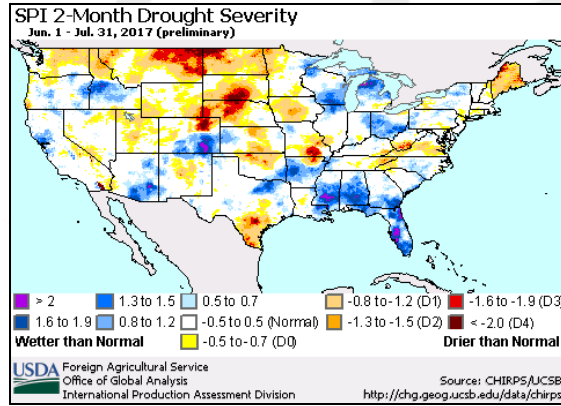 SPI 2-Month Drought Severity
Jun. 1 - Jul. 31, 2017 (preliminary)
> 2 1.3 to 1.5 0.5 to 0.7 -0.8 to -1.2 (D1) -1.6 to -1.9 (D3)
1.6 to 1.9 0.8 to 1.2 -0.5 to 0.5 (Normal) -1.3 to -1.5 (D2) < -2.0 (D4)
Wetter than Normal -0.5 to -0.7 (D0) Drier than Normal
USDA Foreign Agricultural Service
Office of Global Analysis Source: CHIRPS/UCSB
International Production Assessment Division http://chg.geog.ucsb.edu/data/chirps